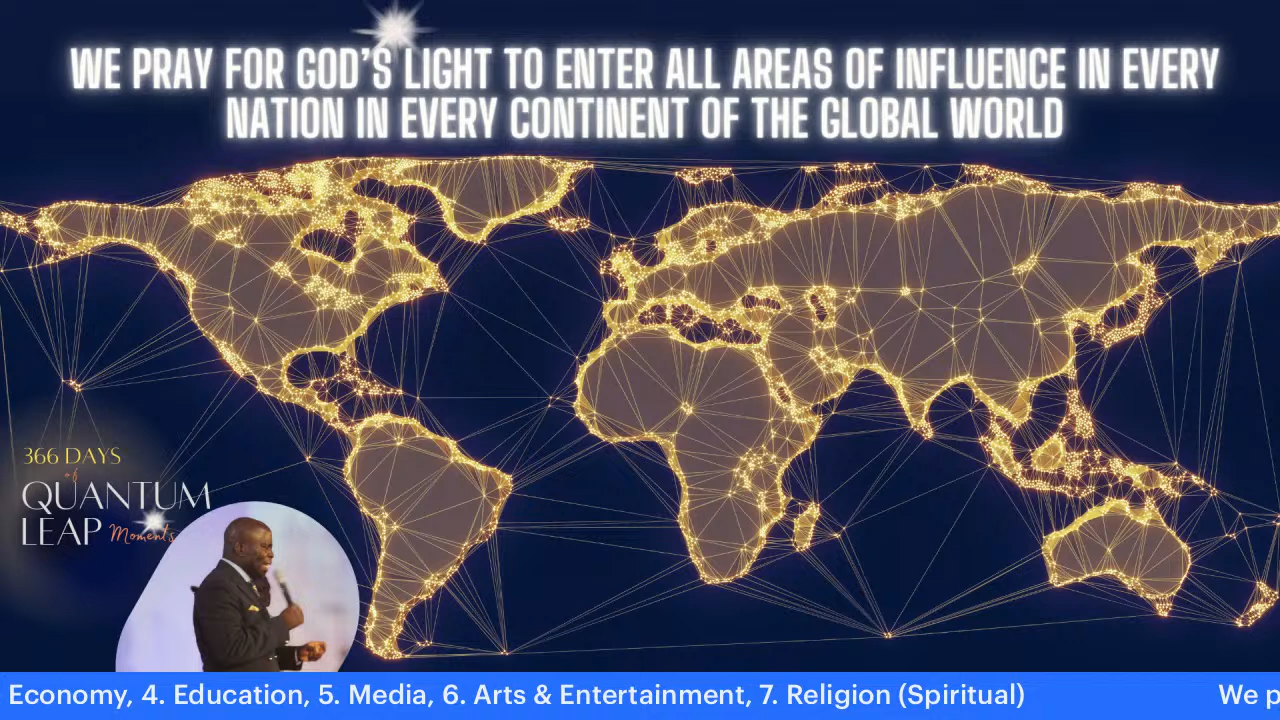 WE PRAY FOR GOD'S LIGHT TO ENTER ALL AREAS OF INFLUENCE IN EVERY
NATION IN EVERY CONTINENT OF THE GLOBAL WORLD
366 DAYS
of
QUANTUM
LEAP Moments
Economy, 4. Education, 5. Media, 6. Arts & Entertainment, 7. Religion (Spiritual) We p